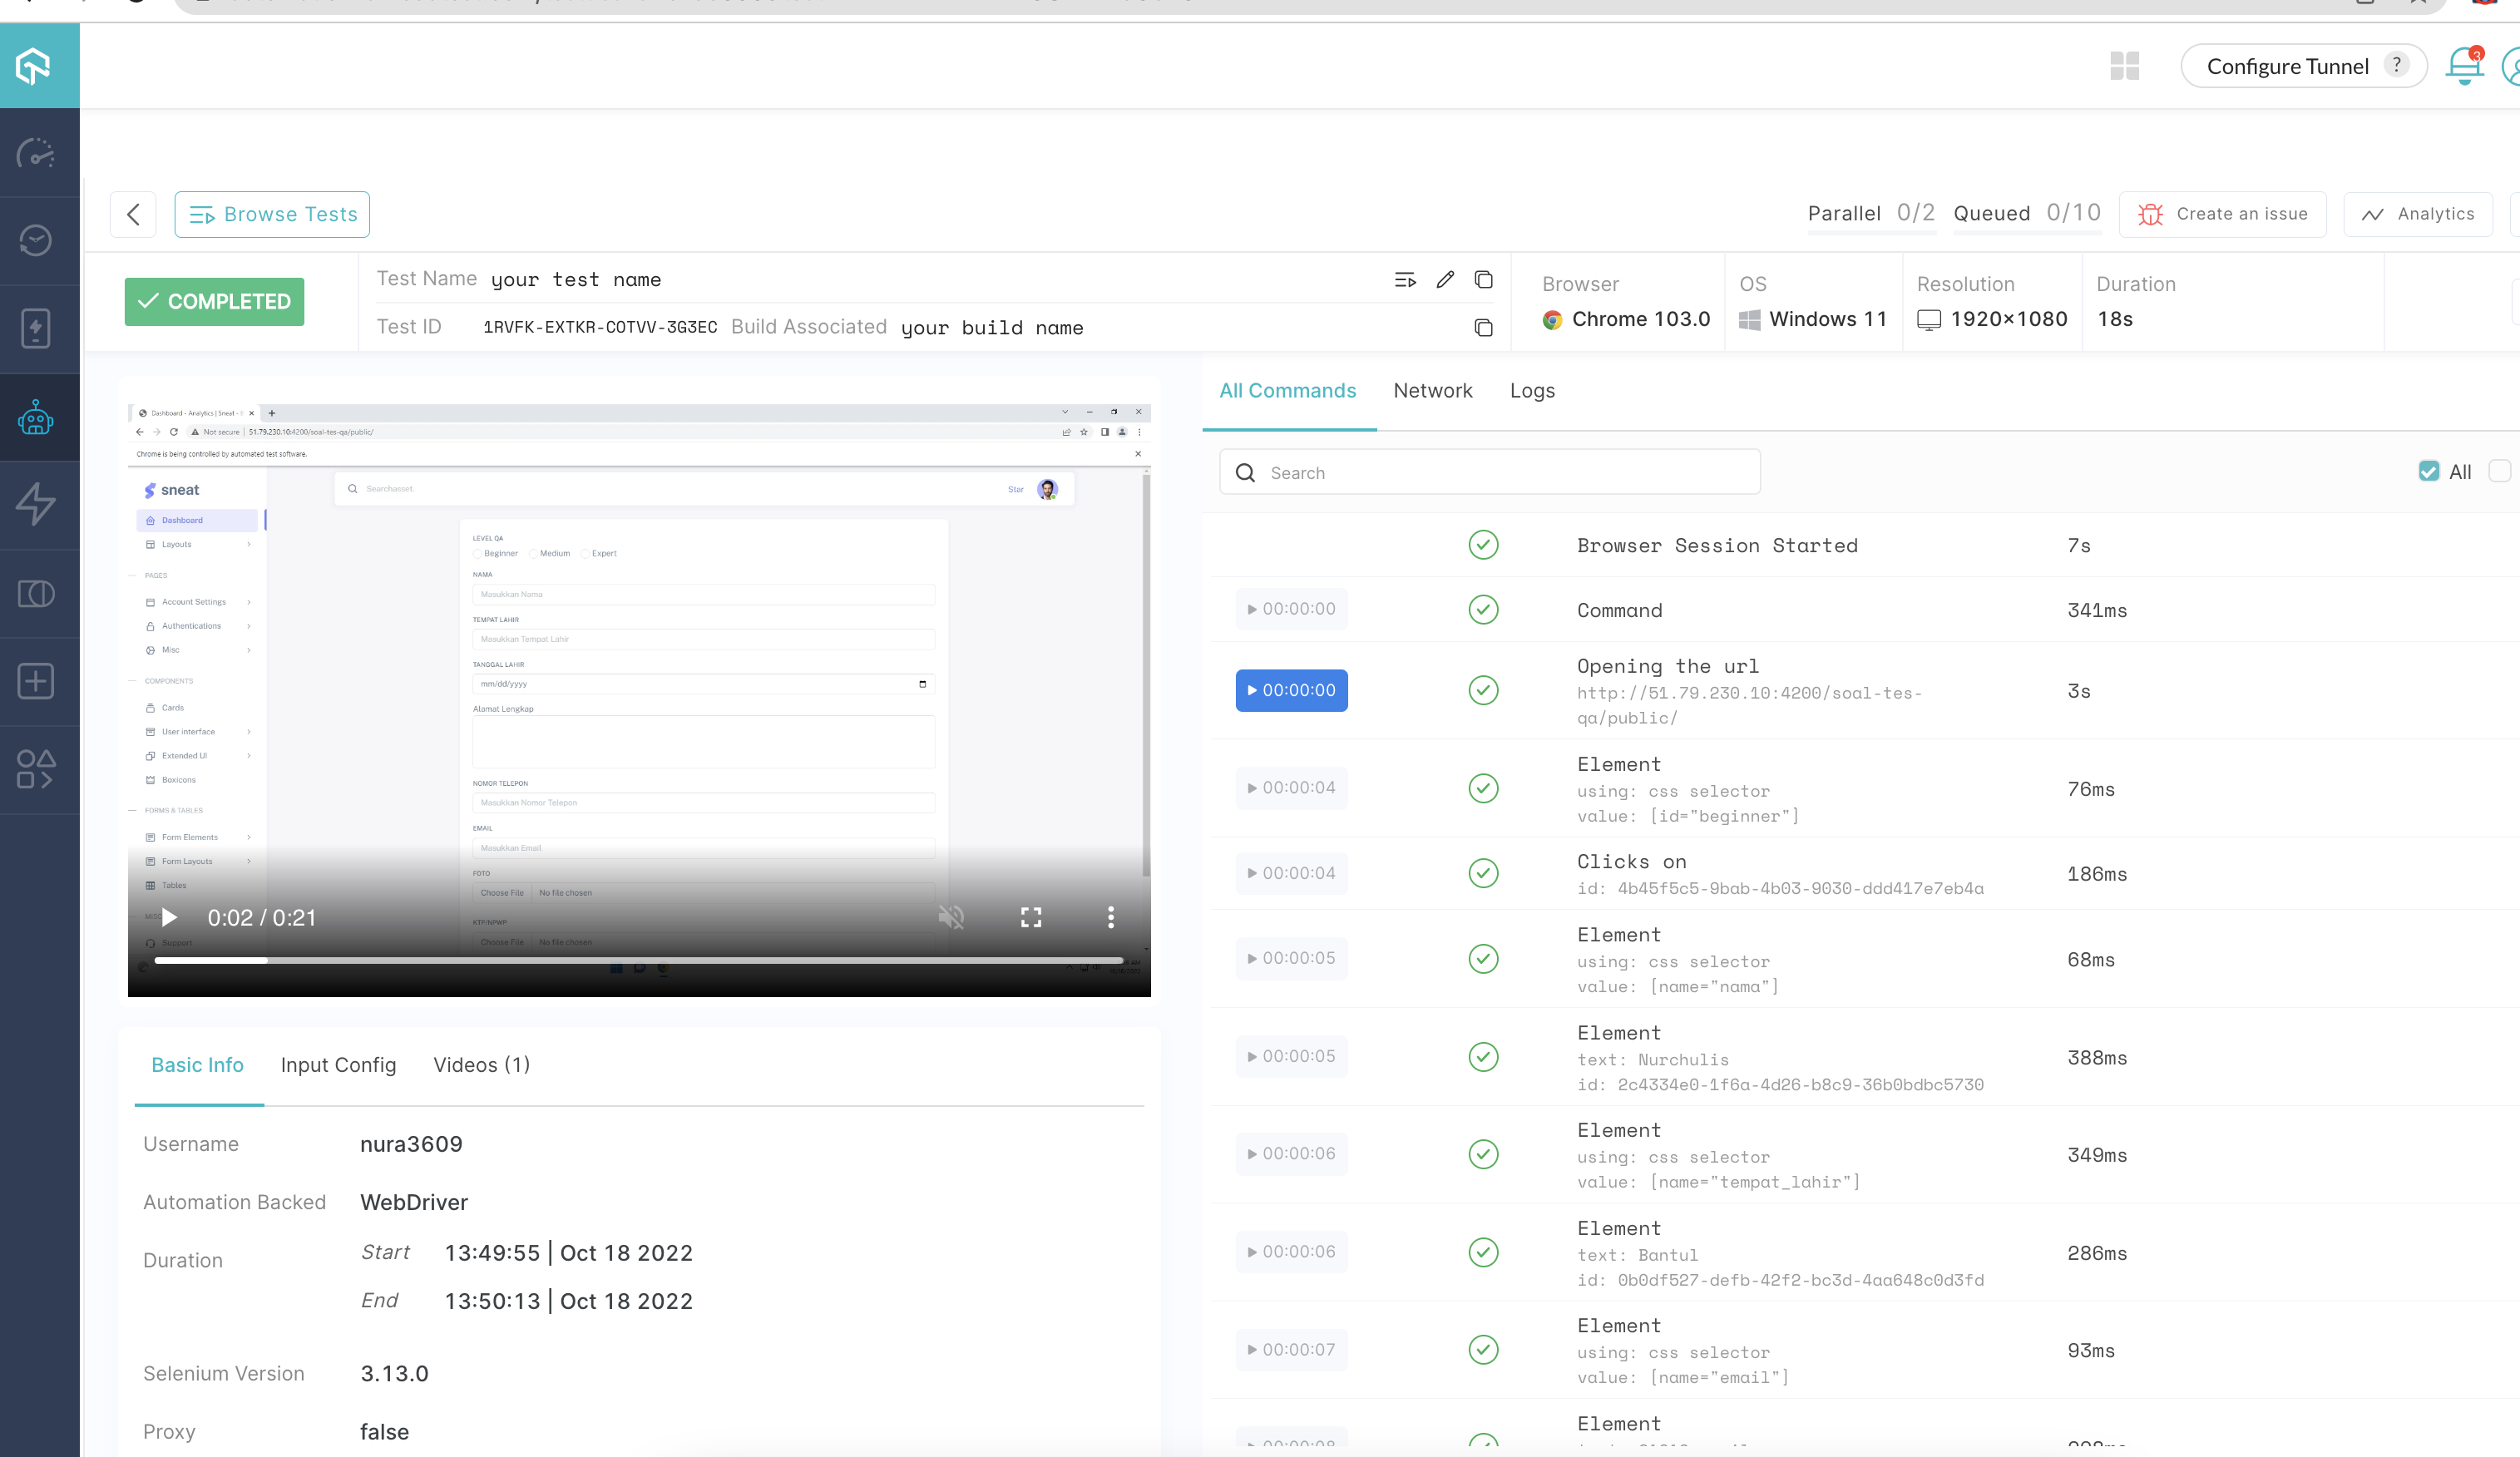 Configure Tunnel ?
3
Browse Tests
Parallel 0/2 Queued 0/10
Create an issue
Analytics
COMPLETED
Test Name your test name
Test ID 1RVFK-EXTKR-COTVV-3G3EC Build Associated your build name
Browser
Chrome 103.0
OS
Windows 11
Resolution
1920×1080
Duration
18s
Dashboard - Analytics | Sneat -
Not secure | 51.79.230.10:4200/soal-tes-qa/public/
Chrome is being controlled by automated test software.
sneat
Searchasset.
Star
Dashboard
Layouts
PAGES
Account Settings
Authentications
Misc
COMPONENTS
Cards
User interface
Extended UI
Boxicons
FORMS & TABLES
Form Elements
Form Layouts
Tables
MISC
Support
LEVEL QA
Beginner Medium Expert
NAMA
Masukkan Nama
TEMPAT LAHIR
Masukkan Tempat Lahir
TANGGAL LAHIR
mm/dd/yyyy
Alamat Lengkap
NOMOR TELEPON
Masukkan Nomor Telepon
EMAIL
Masukkan Email
FOTO
Choose File No file chosen
KTP/NPWP
Choose File No file chosen
0:02 / 0:21
Basic Info Input Config Videos (1)
Username nura3609
Automation Backed WebDriver
Duration Start 13:49:55 | Oct 18 2022
End 13:50:13 | Oct 18 2022
Selenium Version 3.13.0
Proxy false
All Commands Network Logs
Search
All
Browser Session Started 7s
00:00:00 Command 341ms
00:00:00 Opening the url 3s
http://51.79.230.10:4200/soal-tes-
qa/public/
00:00:04 Element 76ms
using: css selector
value: [id="beginner"]
00:00:04 Clicks on 186ms
id: 4b45f5c5-9bab-4b03-9030-ddd417e7eb4a
00:00:05 Element 68ms
using: css selector
value: [name="nama"]
00:00:05 Element 388ms
text: Nurchulis
id: 2c4334e0-1f6a-4d26-b8c9-36b0bdbc5730
00:00:06 Element 349ms
using: css selector
value: [name="tempat_lahir"]
00:00:06 Element 286ms
text: Bantul
id: 0b0df527-defb-42f2-bc3d-4aa648c0d3fd
00:00:07 Element 93ms
using: css selector
value: [name="email"]
Element